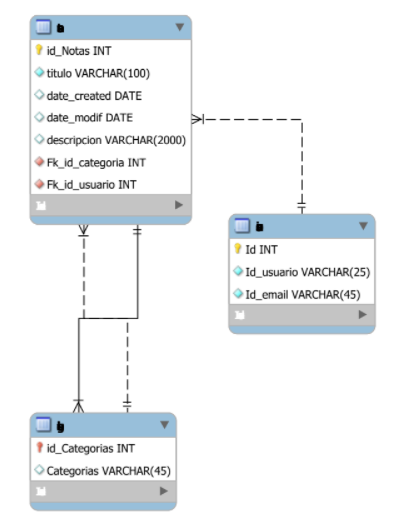 id_Notas INT
titulo VARCHAR(100)
date_created DATE
date_modif DATE
descripcion VARCHAR(2000)
Fk_id_categoria INT
Fk_id_usuario INT
Id INT
Id_usuario VARCHAR(25)
Id_email VARCHAR(45)
id_Categorias INT
Categorias VARCHAR(45)